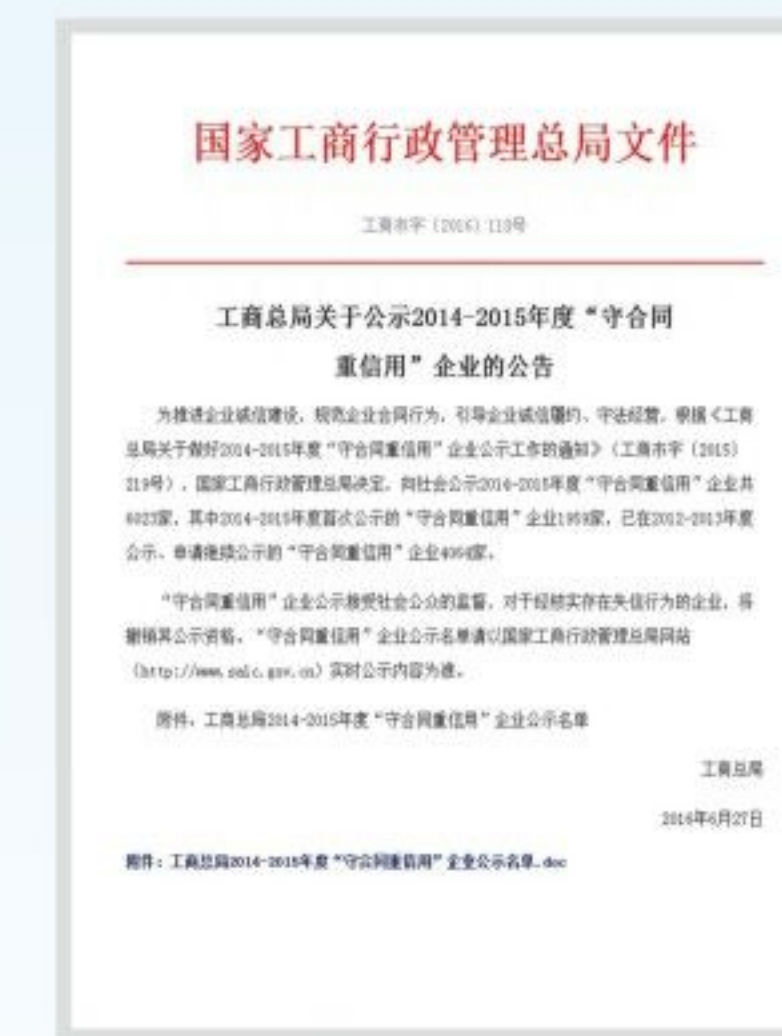 国家工商行政管理总局文件
工商市字〔2016〕113号
工商总局关于公示2014-2015年度“守合同
重信用”企业的公告
为推进企业诚信建设，规范企业合同行为，引导企业诚信履约、守法经营，根据《工商
总局关于做好2014-2015年度“守合同重信用”企业公示工作的通知》（工商市字〔2015〕
219号），国家工商行政管理总局决定，向社会公示2014-2015年度“守合同重信用”企业共
6023家，其中2014-2015年度首次公示的“守合同重信用”企业1959家，已在2012-2013年度
公示、申请继续公示的“守合同重信用”企业4064家。
“守合同重信用”企业公示接受社会公众的监督，对于经核实存在失信行为的企业，将
撤销其公示资格。“守合同重信用”企业公示名单请以国家工商行政管理总局网站
（http://www.saic.gov.cn）实时公示内容为准。
附件：工商总局2014-2015年度“守合同重信用”企业公示名单
工商总局
2016年6月27日
附件：工商总局2014-2015年度“守合同重信用”企业公示名单.doc